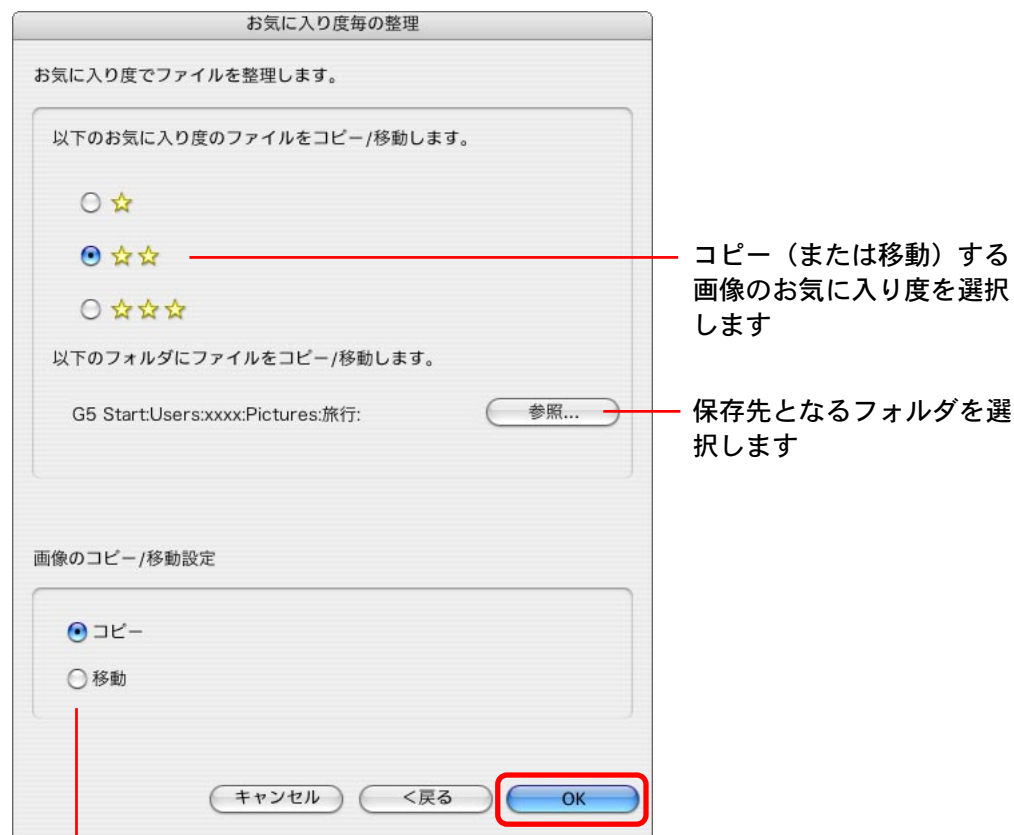 お気に入り度毎の整理
お気に入り度でファイルを整理します。
以下のお気に入り度のファイルをコピー/移動します。
コピー（または移動）する
画像のお気に入り度を選択
します
以下のフォルダにファイルをコピー/移動します。
G5 Start:Users:xxxx:Pictures:旅行:
参照...
保存先となるフォルダを選
択します
画像のコピー/移動設定
コピー
移動
キャンセル
<戻る
OK